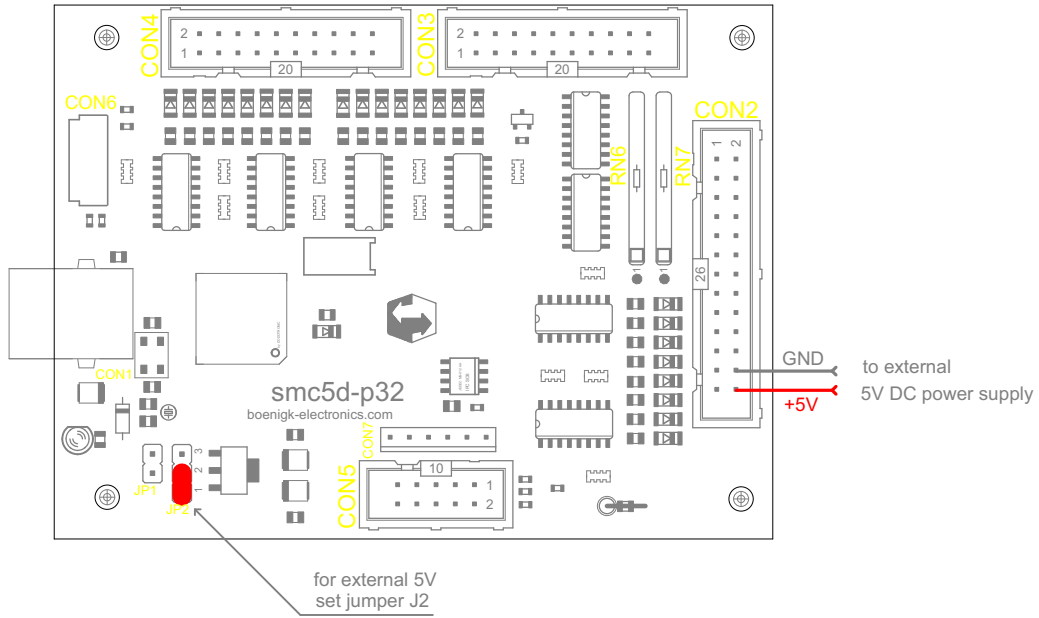 CON4
2
1
20
CON3
2
1
20
CON6
CON2
1 2
26
RN6
RN7
1
1
CON1
smc5d-p32
boenigk-electronics.com
GND
to external
+5V
5V DC power supply
CON7
CON5
10
1
2
JP1
3
2
1
JP2
for external 5V
set jumper J2